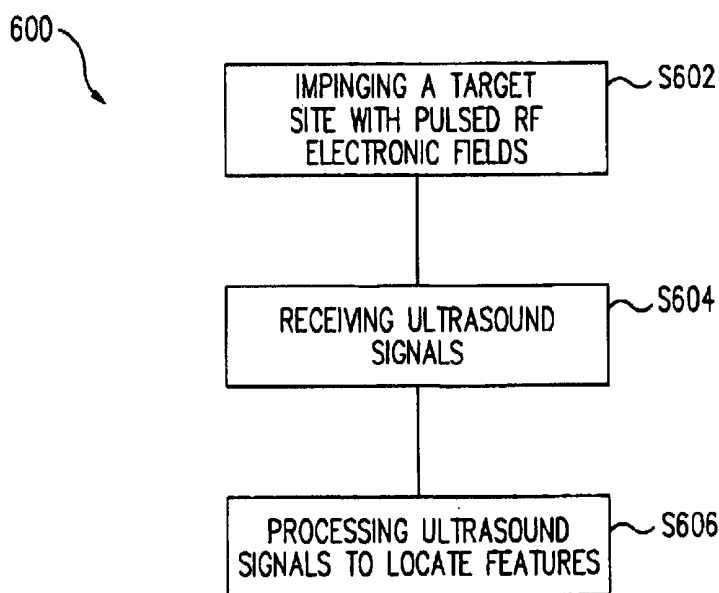 600
IMPINGING A TARGET
SITE WITH PULSED RF
ELECTRONIC FIELDS
S602
RECEIVING ULTRASOUND
SIGNALS
S604
PROCESSING ULTRASOUND
SIGNALS TO LOCATE FEATURES
S606